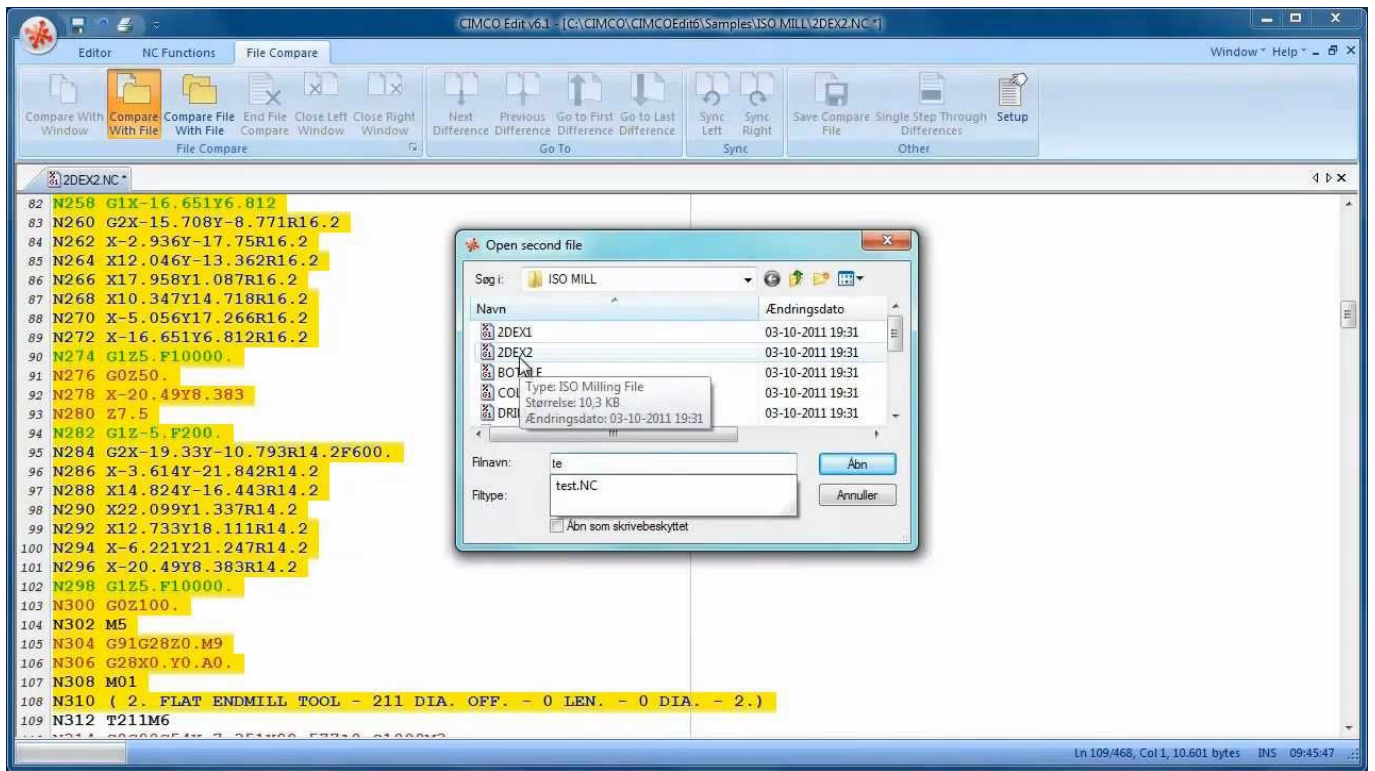 CIMCO Edit v6.1 - [C:\CIMCO\CIMCOEdit6\Samples\ISO MILL\2DEX2.NC *]
Editor NC Functions File Compare Window Help
Compare With Window
Compare With File
Compare File With File
End File Compare
Close Left Window
Close Right Window
Next Difference
Previous Difference
Go to First Difference
Go to Last Difference
Sync Left
Sync Right
Save Compare File
Single Step Through Differences
Setup
File Compare Go To Sync Other
2DEX2.NC *
82 N258 G1X-16.651Y6.812
83 N260 G2X-15.708Y-8.771R16.2
84 N262 X-2.936Y-17.75R16.2
85 N264 X12.046Y-13.362R16.2
86 N266 X17.958Y1.087R16.2
87 N268 X10.347Y14.718R16.2
88 N270 X-5.056Y17.266R16.2
89 N272 X-16.651Y6.812R16.2
90 N274 G1Z5.F10000.
91 N276 G0Z50.
92 N278 X-20.49Y8.383
93 N280 Z7.5
94 N282 G1Z-5.F200.
95 N284 G2X-19.33Y-10.793R14.2F600.
96 N286 X-3.614Y-21.842R14.2
97 N288 X14.824Y-16.443R14.2
98 N290 X22.099Y1.337R14.2
99 N292 X12.733Y18.111R14.2
100 N294 X-6.221Y21.247R14.2
101 N296 X-20.49Y8.383R14.2
102 N298 G1Z5.F10000.
103 N300 G0Z100.
104 N302 M5
105 N304 G91G28Z0.M9
106 N306 G28X0.Y0.A0.
107 N308 M01
108 N310 ( 2. FLAT ENDMILL TOOL - 211 DIA. OFF. - 0 LEN. - 0 DIA. - 2.)
109 N312 T211M6
Open second file
Søg i: ISO MILL
Navn Ændringsdato
2DEX1 03-10-2011 19:31
2DEX2 03-10-2011 19:31
03-10-2011 19:31
03-10-2011 19:31
03-10-2011 19:31
Type: ISO Milling File
Størrelse: 10,3 KB
Ændringsdato: 03-10-2011 19:31
Filnavn: te Åbn
test.NC
Filtype: Annuller
Åbn som skrivebeskyttet
Ln 109/468, Col 1, 10.601 bytes INS 09:45:47